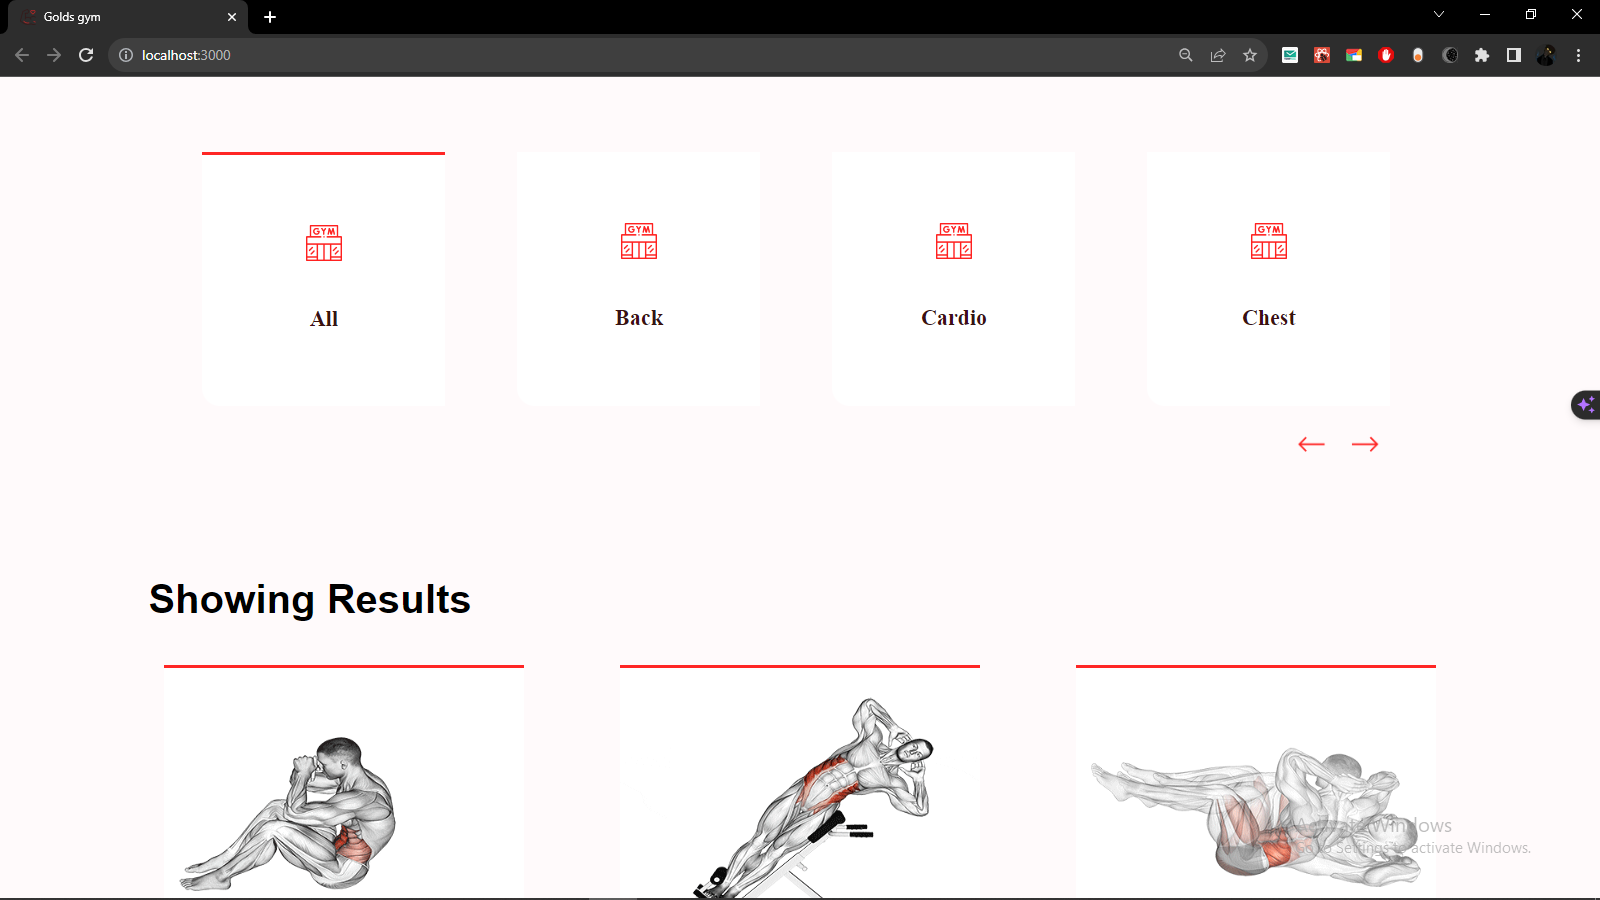 Golds gym
localhost:3000
GYM
GYM
GYM
GYM
All
Back
Cardio
Chest
Showing Results
Activate Windows
Go to Settings to activate Windows.